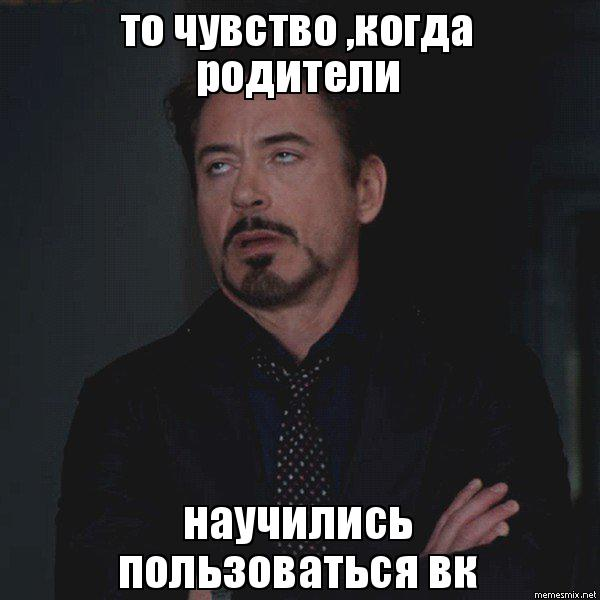 то чувство ,когда
родители
научились
пользоваться вк
memesmix.net